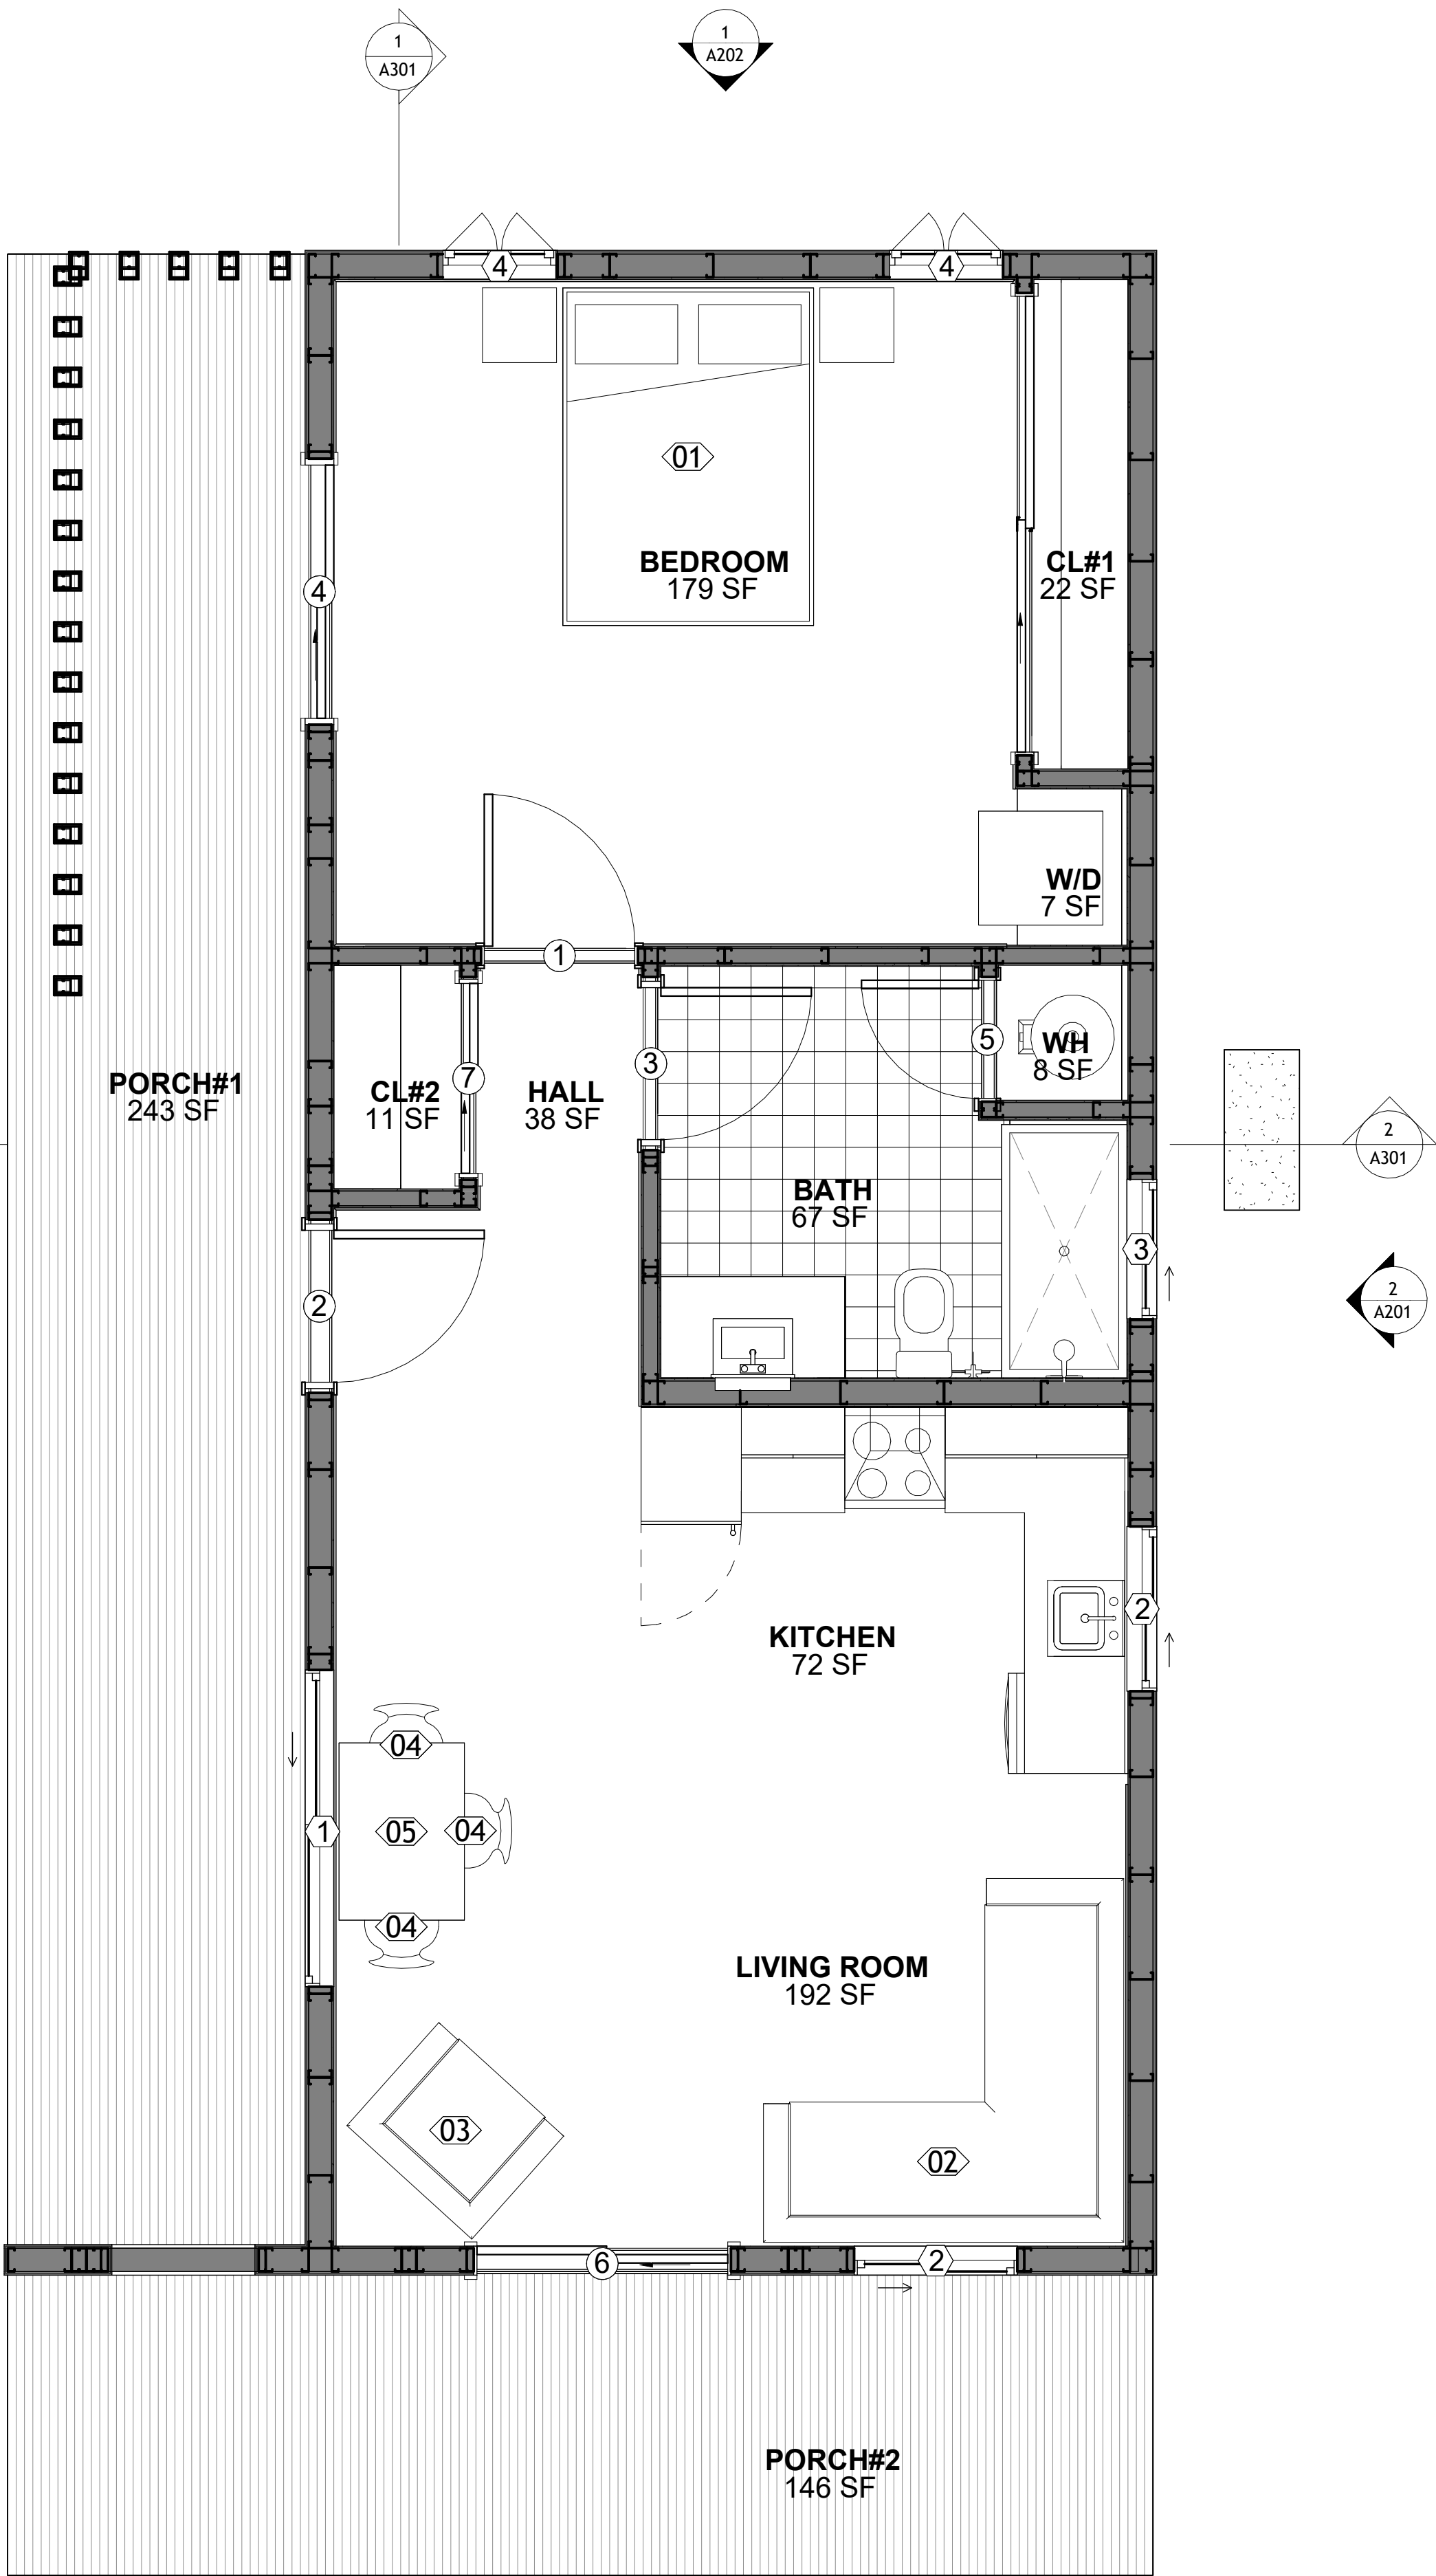 1
A301
1
A202
4
4
01
BEDROOM
179 SF
CL#1
22 SF
4
W/D
7 SF
1
5
WH
8 SF
3
7
PORCH#1
243 SF
CL#2
11 SF
HALL
38 SF
2
A301
BATH
67 SF
3
2
2
A201
2
KITCHEN
72 SF
04
1
05
04
04
LIVING ROOM
192 SF
03
02
6
2
PORCH#2
146 SF